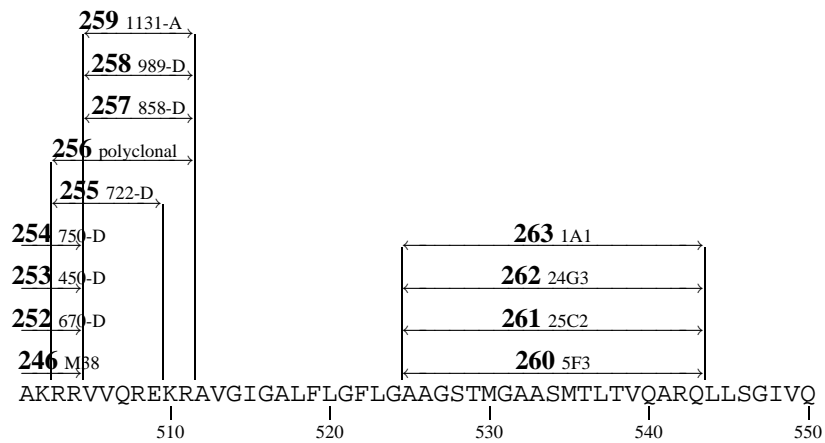 259 1131-A
258 989-D
257 858-D
256 polyclonal
255 722-D
254 750-D 263 1A1
253 450-D 262 24G3
252 670-D 261 25C2
246 M38 260 5F3
AKRRVVQREKRAVGIGALFLGFLGAAGSTMGAASMTLTVQARQLLSGIVQ
510 520 530 540 550